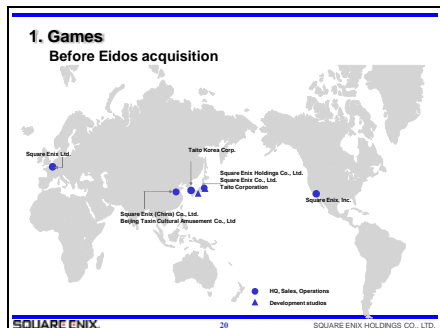 1. Games
Before Eidos acquisition
Square Enix Ltd.
Taito Korea Corp.
Square Enix Holdings Co., Ltd.
Square Enix Co., Ltd.
Taito Corporation
Square Enix, Inc.
Square Enix (China) Co., Ltd.
Beijing Taxin Cultural Amusement Co., Ltd
HQ, Sales, Operations
Development studios
SQUARE ENIX.
20
SQUARE ENIX HOLDINGS CO., LTD.